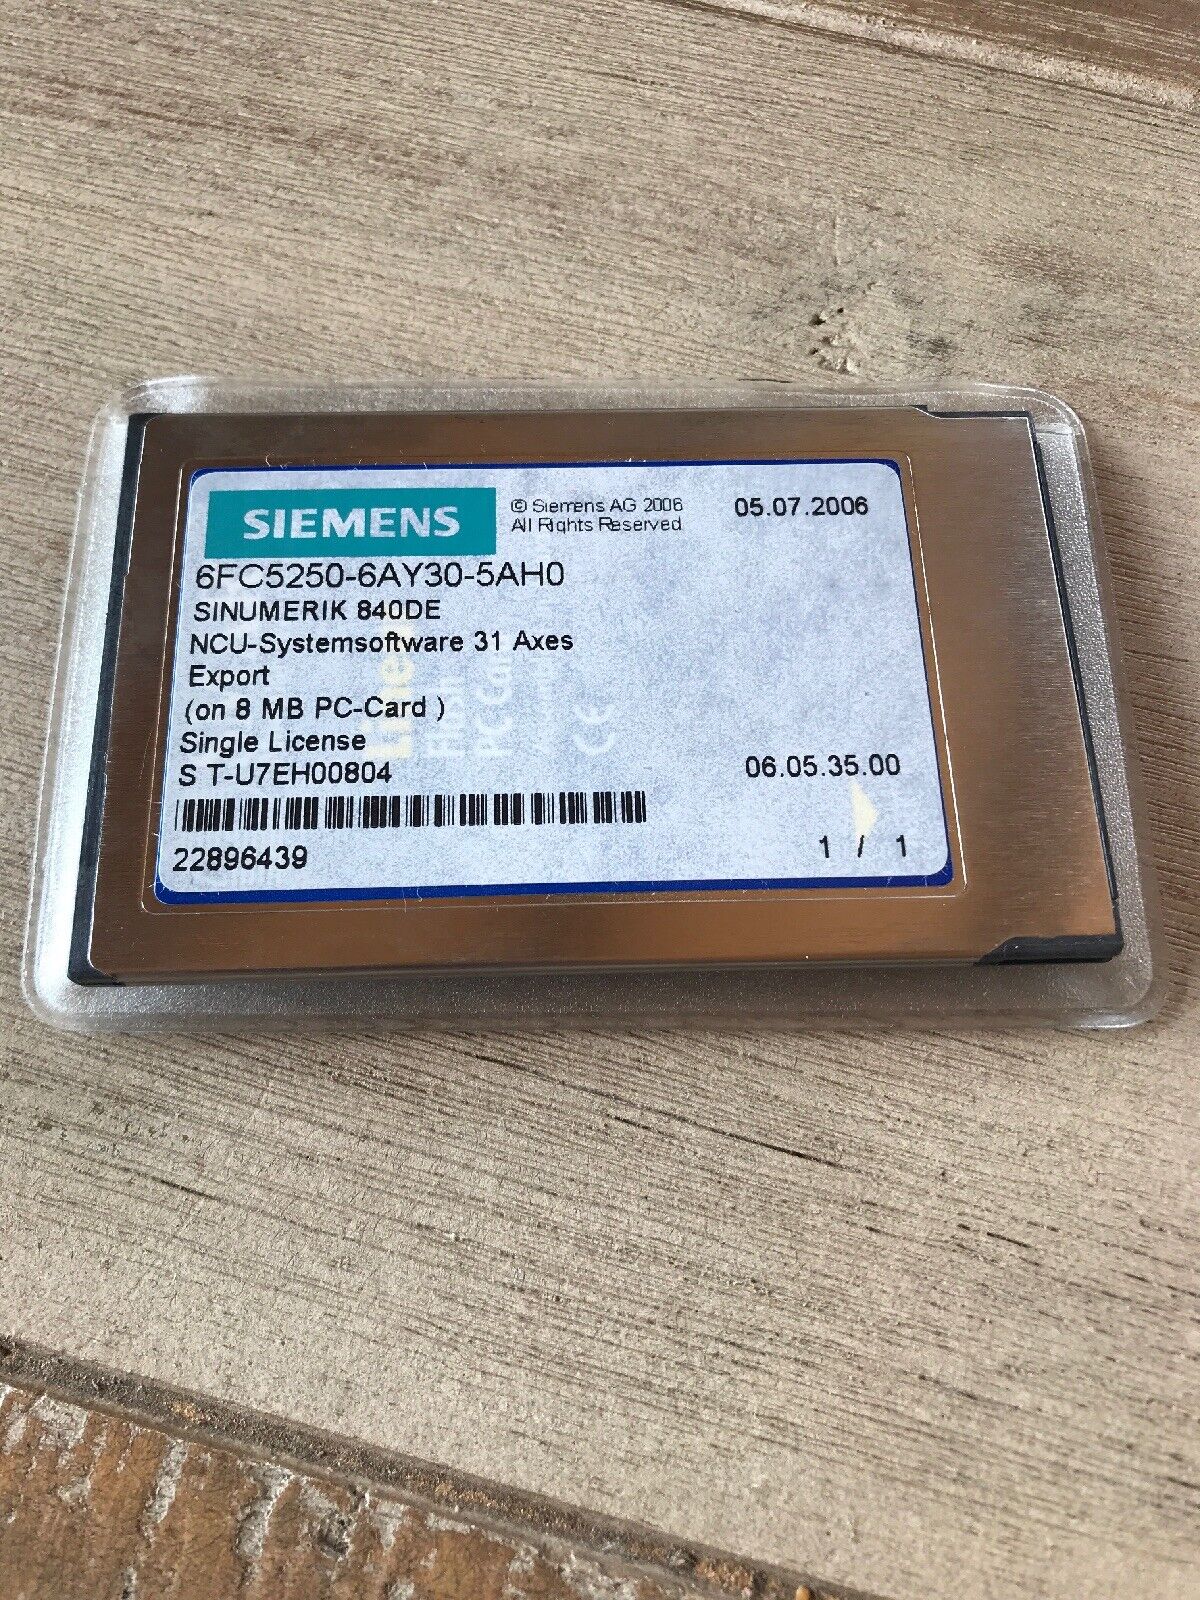 SIEMENS
© Siemens AG 2006
All Rights Reserved
05.07.2006
6FC5250-6AY30-5AH0
SINUMERIK 840DE
NCU-Systemsoftware 31 Axes
Export
(on 8 MB PC-Card )
Single License
S T-U7EH00804
06.05.35.00
22896439
1 / 1